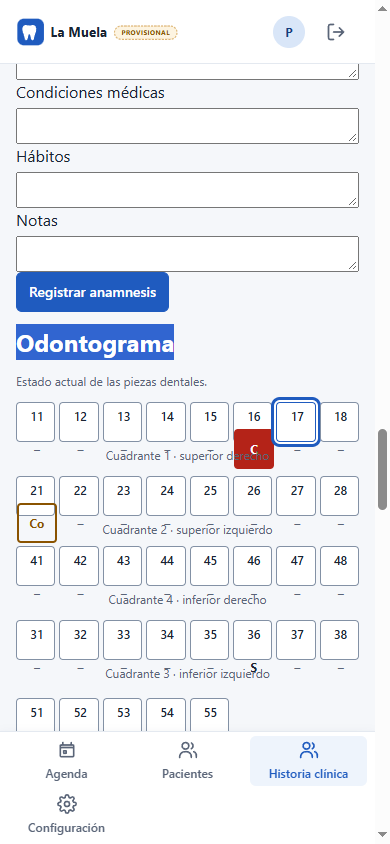 La Muela PROVISIONAL P
Condiciones médicas
Hábitos
Notas
Registrar anamnesis
Odontograma
Estado actual de las piezas dentales.
11 12 13 14 15 16 17 18
– – – – – C – –
Cuadrante 1 · superior derecho
21 22 23 24 25 26 27 28
Co – – – – – – –
Cuadrante 2 · superior izquierdo
41 42 43 44 45 46 47 48
– – – – – – – –
Cuadrante 4 · inferior derecho
31 32 33 34 35 36 37 38
– – – – – S – –
Cuadrante 3 · inferior izquierdo
51 52 53 54 55
Agenda Pacientes Historia clínica
Configuración